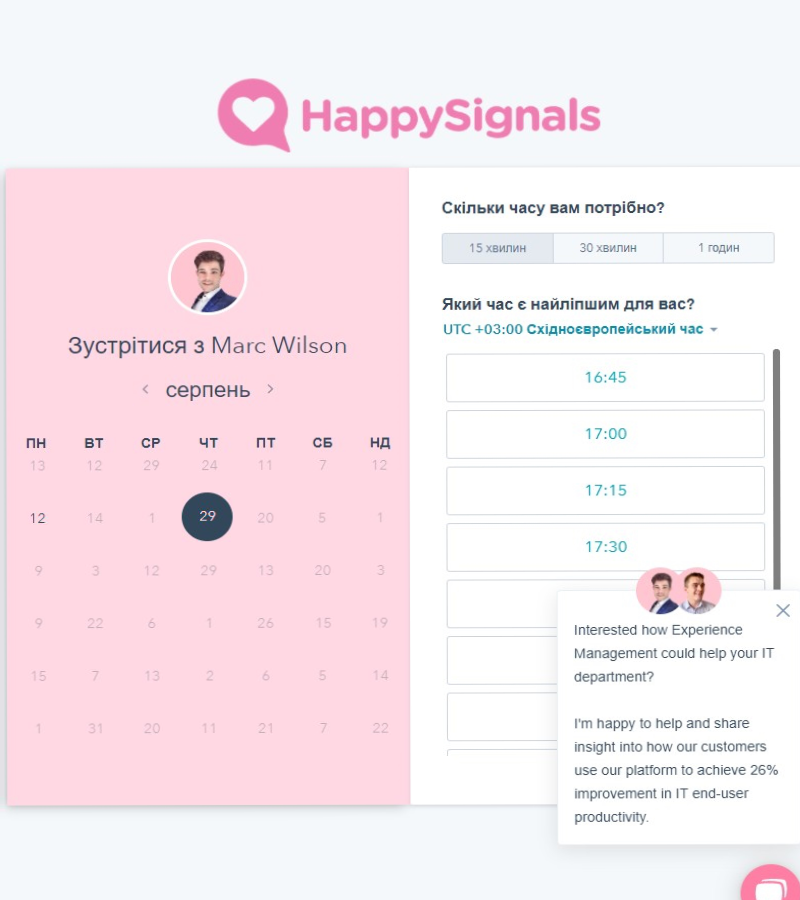 HappySignals
Зустрітися з Marc Wilson
серпень
ПН ВТ СР ЧТ ПТ СБ НД
13 12 29 24 11 7 12
12 14 1 29 20 5 1
9 3 12 29 13 20 3
9 22 6 1 26 15 19
15 7 13 2 6 5 14
1 31 20 11 21 7 22
Скільки часу вам потрібно?
15 хвилин 30 хвилин 1 годин
Який час є найліпшим для вас?
UTC +03:00 Східноєвропейський час
16:45
17:00
17:15
17:30
Interested how Experience
Management could help your IT
department?
I'm happy to help and share
insight into how our customers
use our platform to achieve 26%
improvement in IT end-user
productivity.